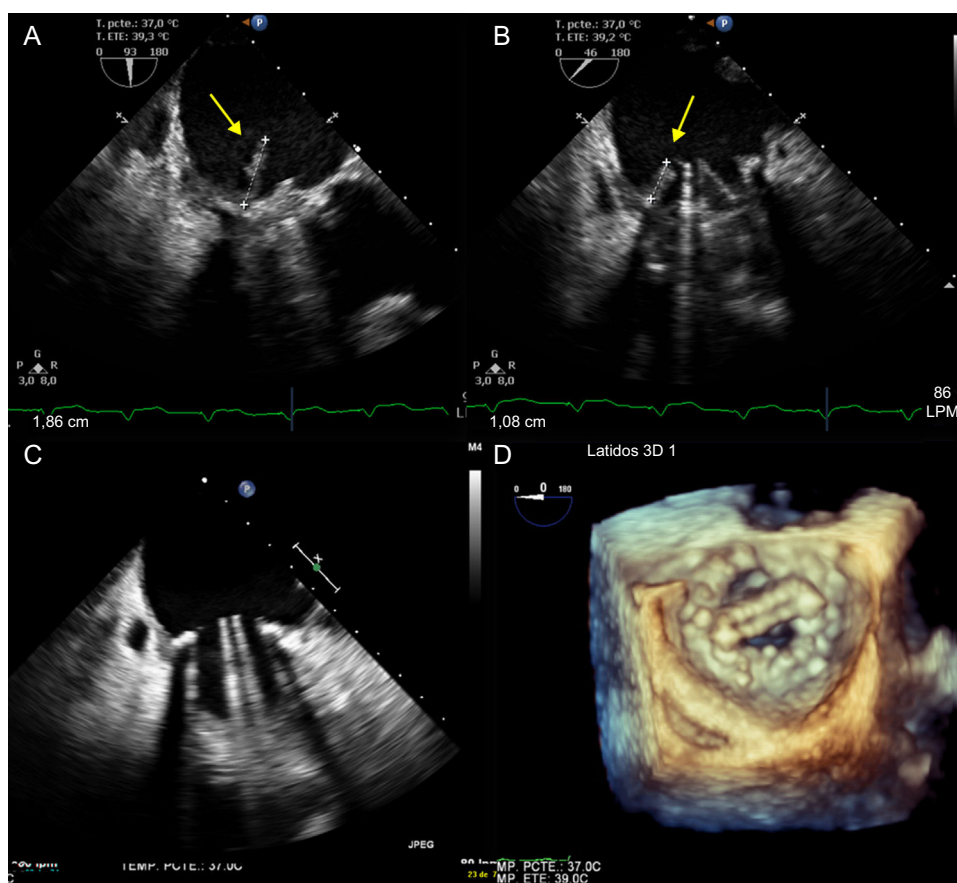 A
T. pcte.: 37,0 °C
T. ETE: 39,3 °C
0 93 180
P
G
P R
3,0 8,0
1,86 cm
B
T. pcte.: 37,0 °C
T. ETE: 39,2 °C
0 46 180
P
G
P R
3,0 8,0
86
LPM
1,08 cm
C
P
M4
X
JPEG
TEMP. PCTE.: 37.0C
D
Latidos 3D 1
0 0 180
23 de
MP. PCTE.: 37.0C
MP. ETE: 39.0C